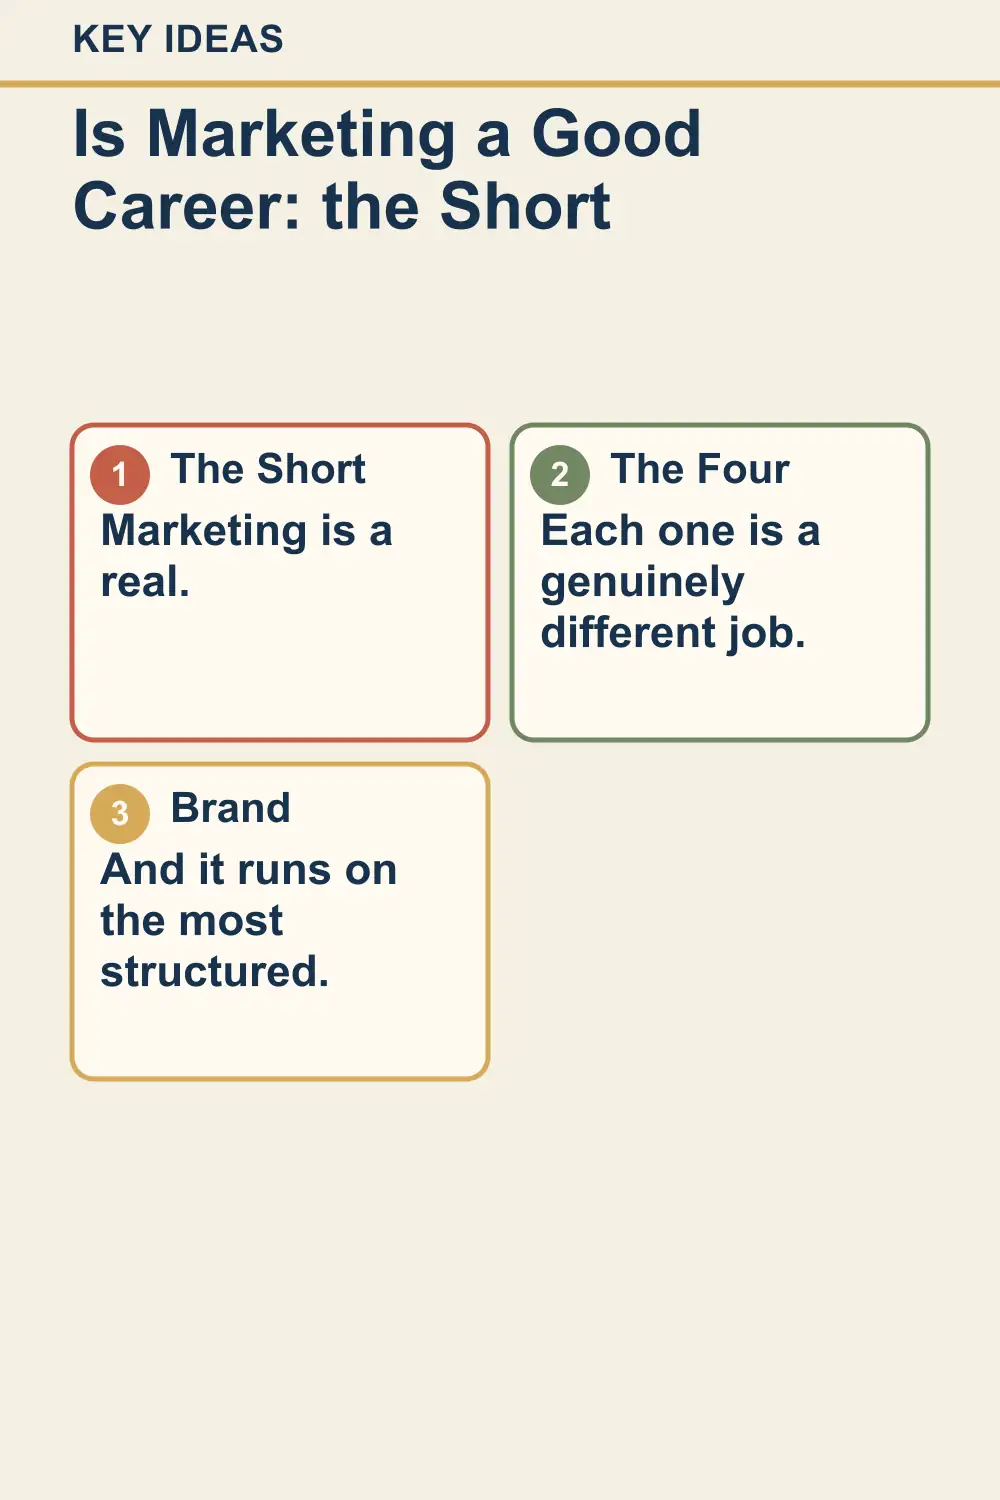 KEY IDEAS
Is Marketing a Good
Career: the Short
1 The Short
Marketing is a
real.
2 The Four
Each one is a
genuinely
different job.
3 Brand
And it runs on
the most
structured.